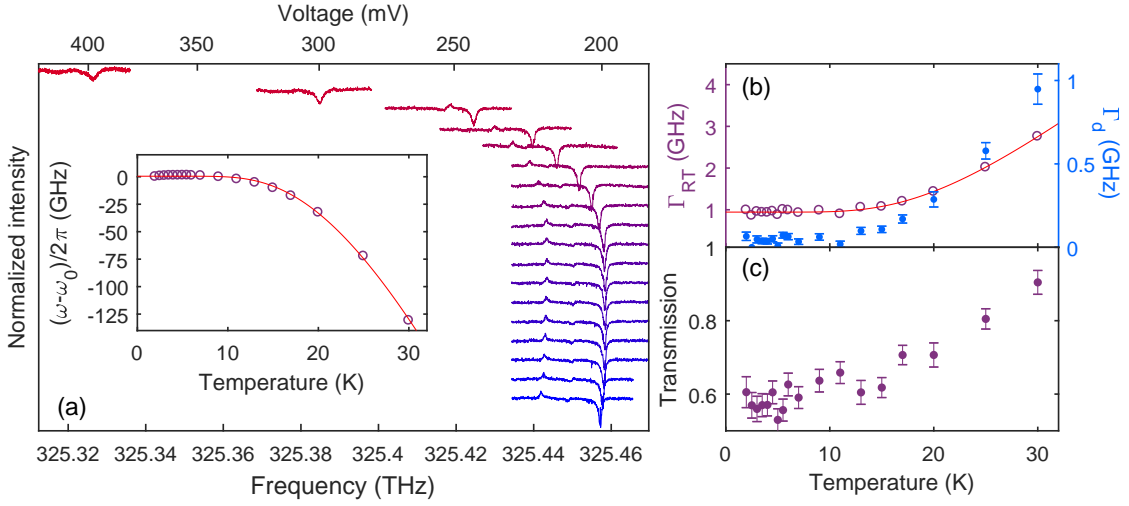 Voltage (mV)
400 350 300 250 200
Normalized intensity
(a)
325.32 325.34 325.36 325.38 325.4 325.42 325.44 325.46
Frequency (THz)
(ω-ω0)/2π (GHz)
0
-25
-50
-75
-100
-125
0 10 20 30
Temperature (K)
(b)
Γ_RT (GHz)
4
3
2
1
Γ_d (GHz)
1
0.5
0
(c)
Transmission
1
0.8
0.6
0 10 20 30
Temperature (K)